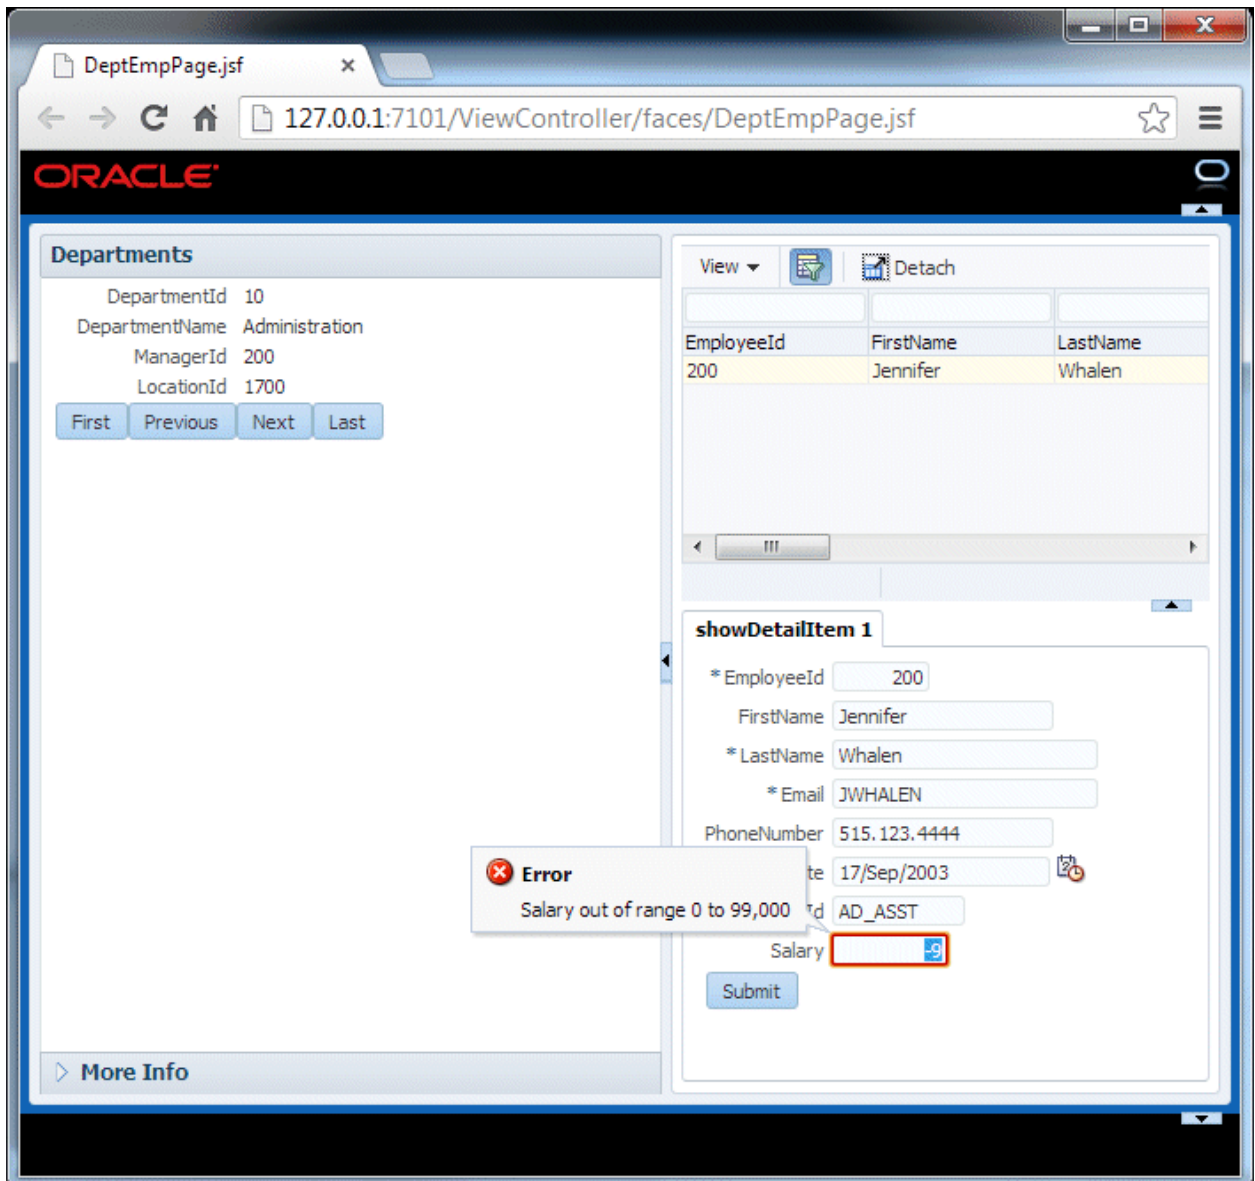 DeptEmpPage.jsf
127.0.0.1:7101/ViewController/faces/DeptEmpPage.jsf
ORACLE
Departments
DepartmentId 10
DepartmentName Administration
ManagerId 200
LocationId 1700
First Previous Next Last
More Info
View Detach
EmployeeId FirstName LastName
200 Jennifer Whalen
showDetailItem 1
* EmployeeId 200
FirstName Jennifer
* LastName Whalen
* Email JWHALEN
PhoneNumber 515.123.4444
te 17/Sep/2003
Id AD_ASST
Error
Salary out of range 0 to 99,000
Salary -9
Submit